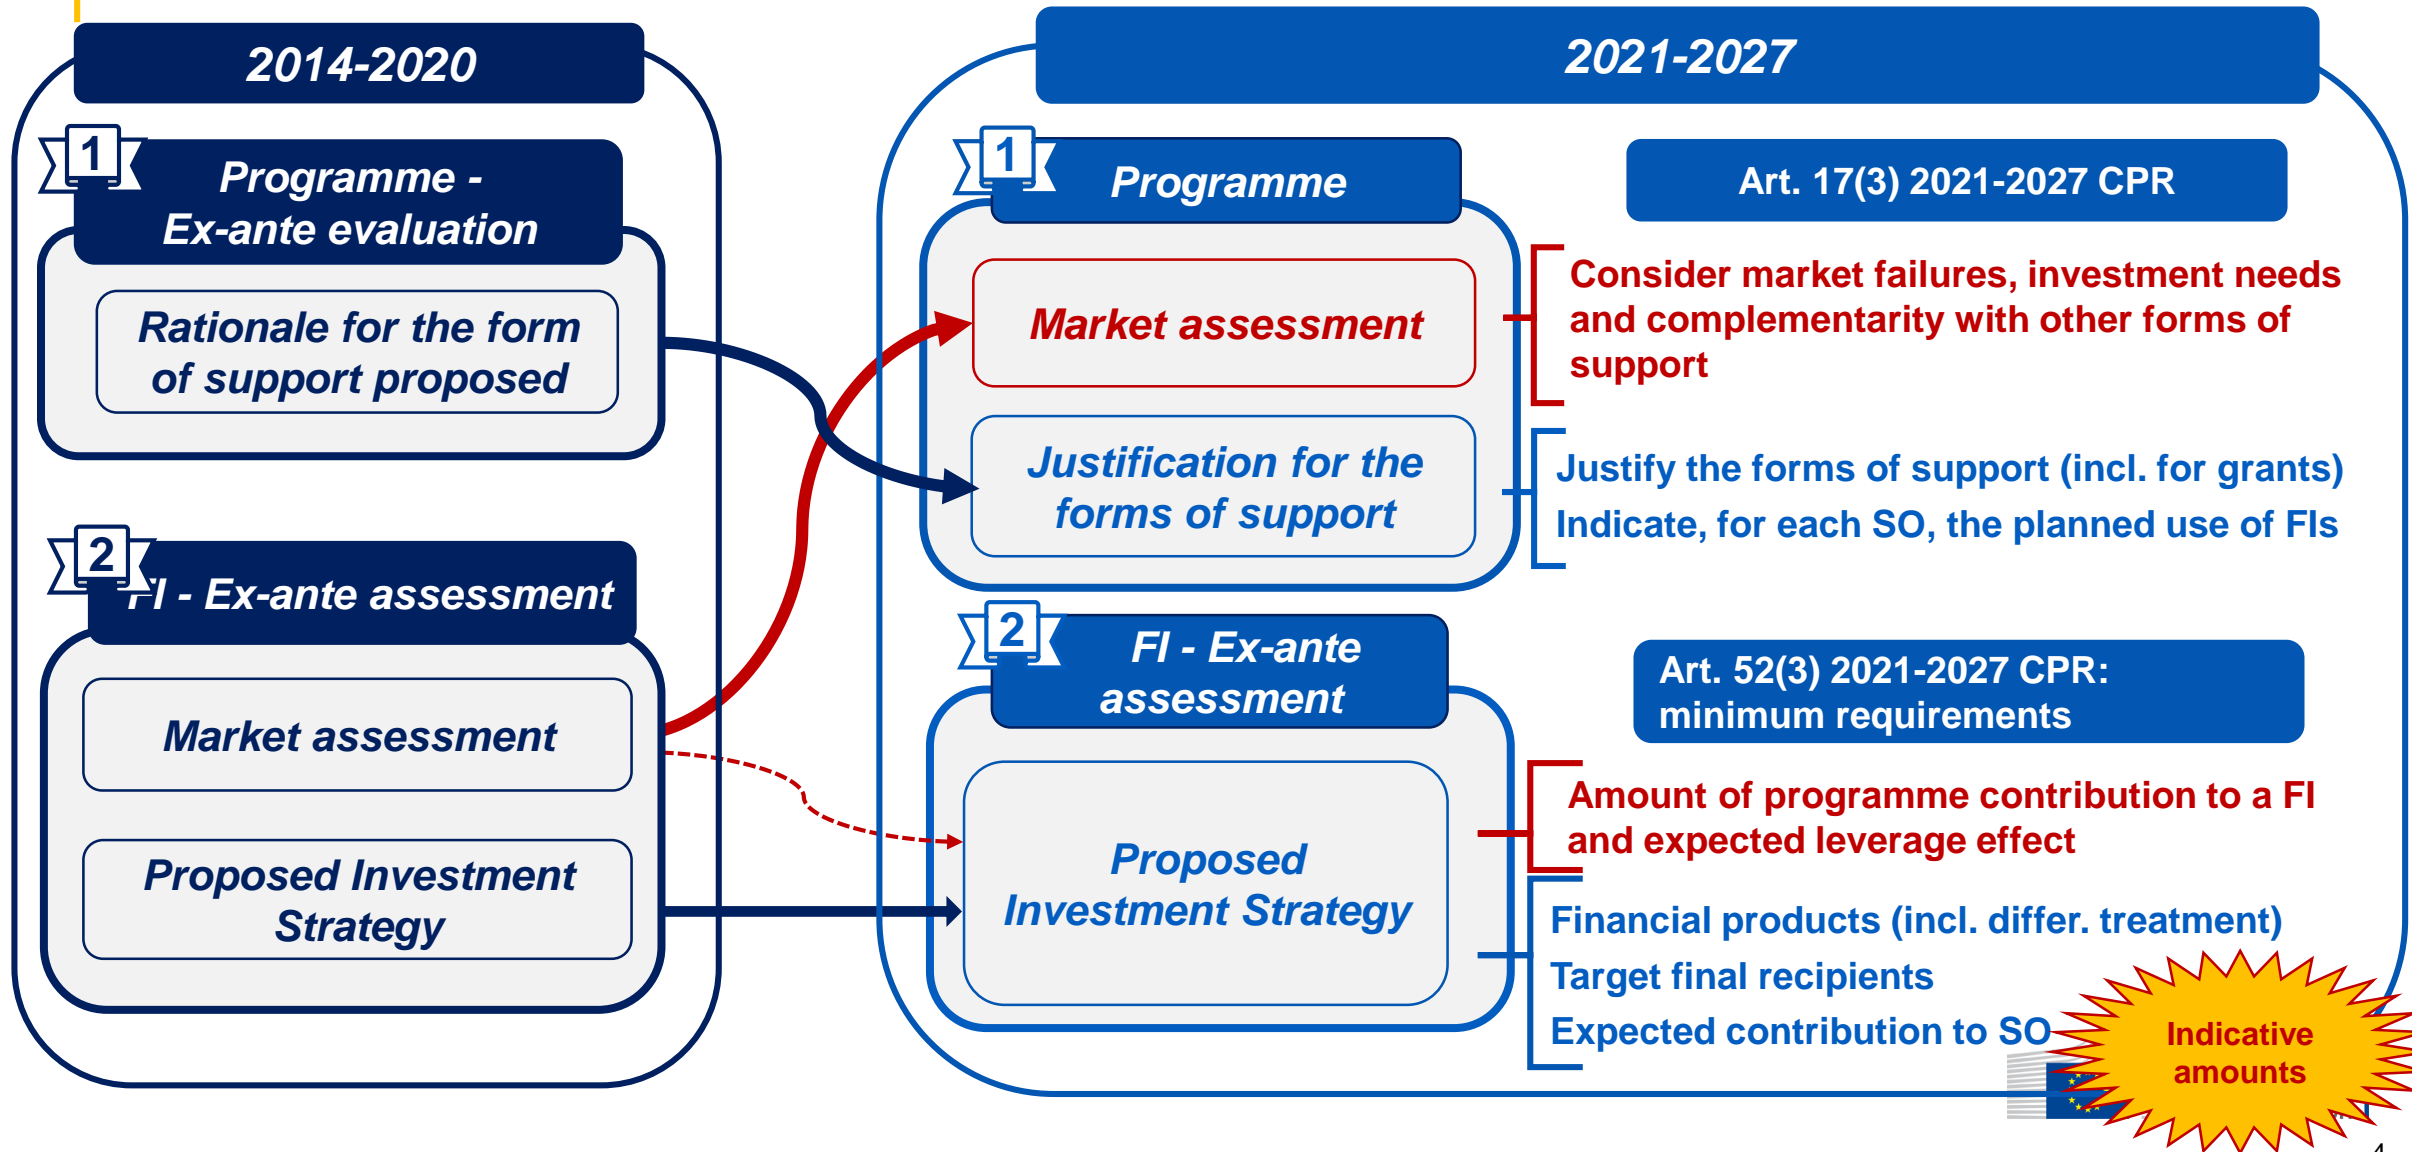 2014-2020
1
Programme -
Ex-ante evaluation
Rationale for the form
of support proposed
2
FI - Ex-ante assessment
Market assessment
Proposed Investment
Strategy
2021-2027
1
Programme
Art. 17(3) 2021-2027 CPR
Market assessment
Consider market failures, investment needs
and complementarity with other forms of
support
Justification for the
forms of support
Justify the forms of support (incl. for grants)
Indicate, for each SO, the planned use of FIs
2
FI - Ex-ante
assessment
Art. 52(3) 2021-2027 CPR:
minimum requirements
Proposed
Investment Strategy
Amount of programme contribution to a FI
and expected leverage effect
Financial products (incl. differ. treatment)
Target final recipients
Expected contribution to SO
Indicative
amounts
4